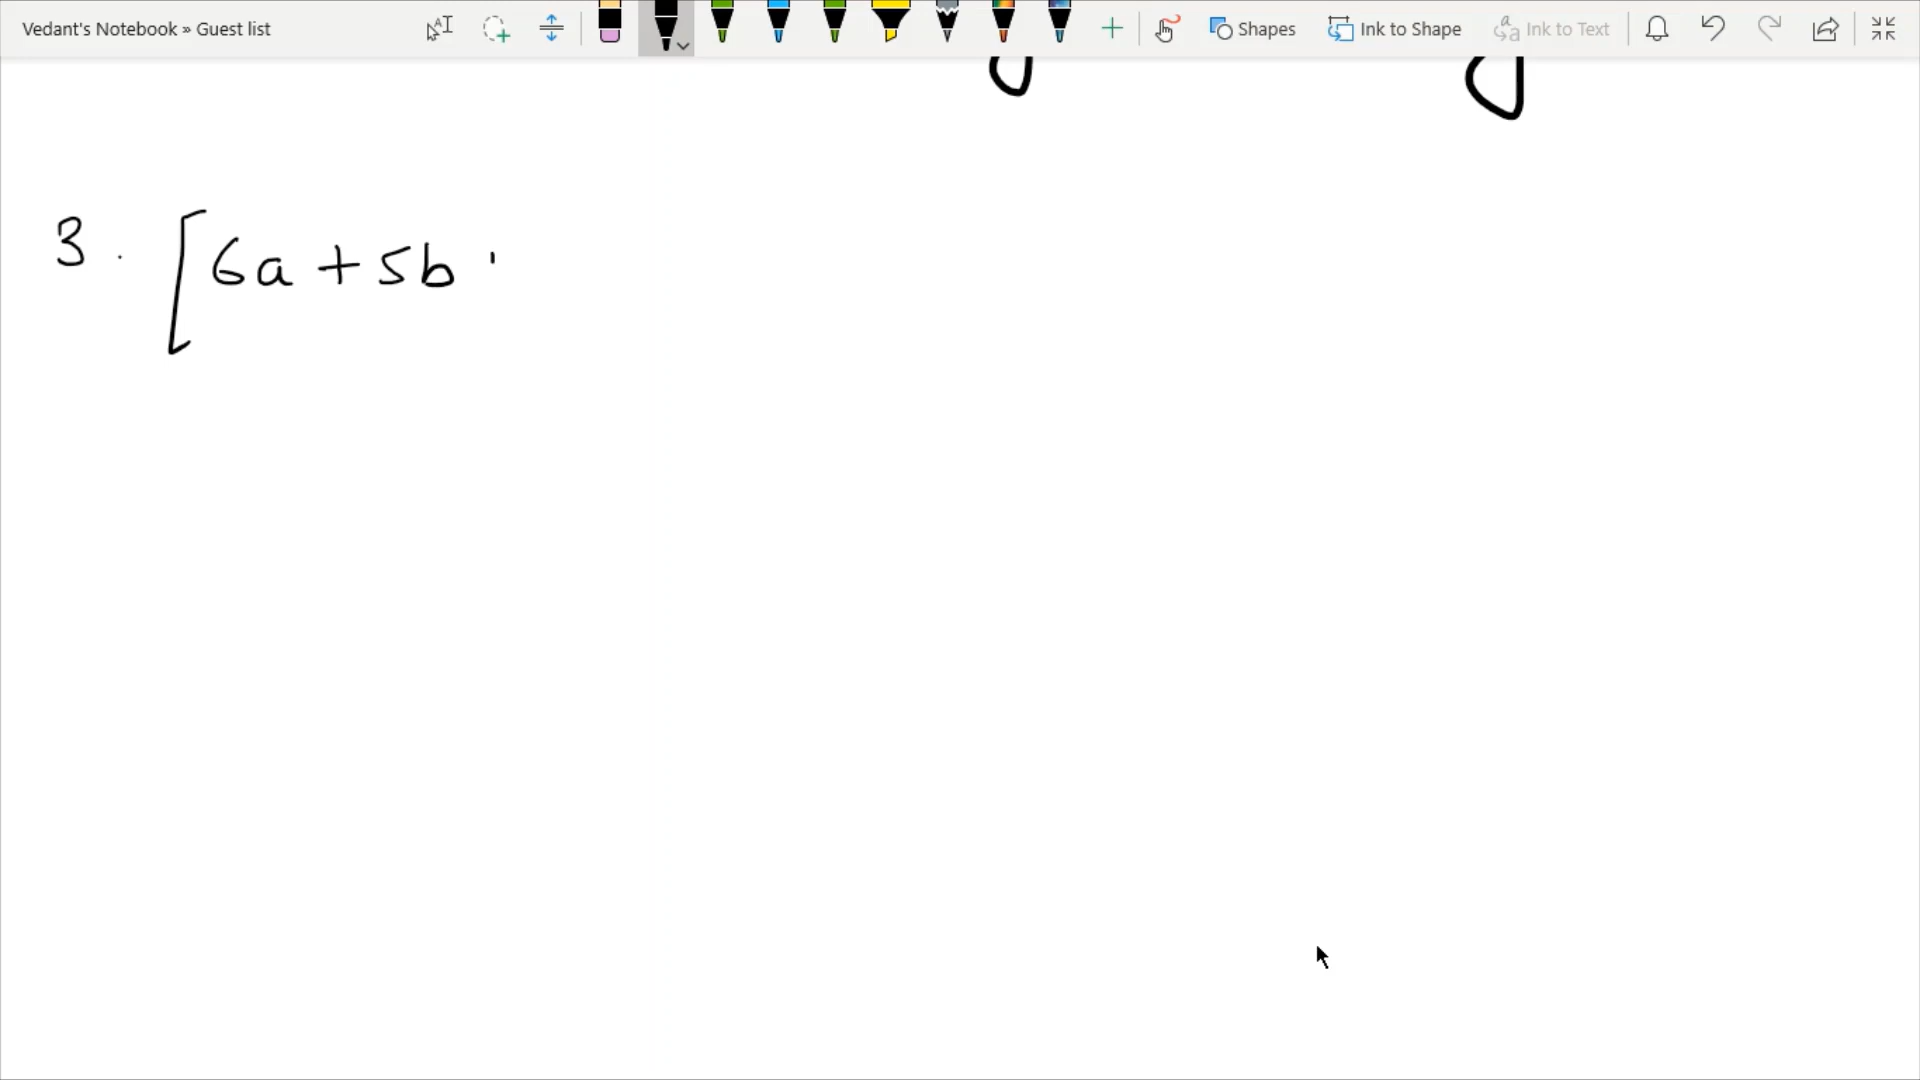 Vedant's Notebook » Guest list Shapes Ink to Shape Ink to Text
3. [6a + 5b